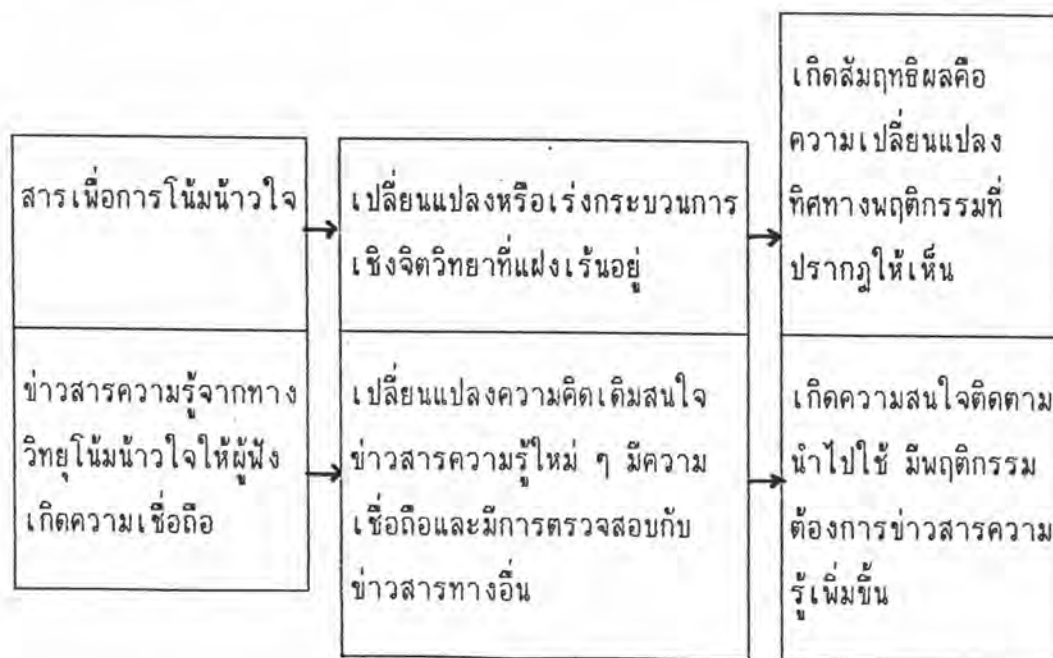 สารเพื่อการโน้มน้าวใจ
เปลี่ยนแปลงหรือเร่งกระบวนการ
เชิงจิตวิทยาที่แฝงเร้นอยู่
เกิดสัมฤทธิผลคือ
ความเปลี่ยนแปลง
ทิศทางพฤติกรรมที่
ปรากฏให้เห็น
ข่าวสารความรู้จากทาง
วิทยุโน้มน้าวใจให้ผู้ฟัง
เกิดความเชื่อถือ
เปลี่ยนแปลงความคิดเดิมสนใจ
ข่าวสารความรู้ใหม่ ๆ มีความ
เชื่อถือและมีการตรวจสอบกับ
ข่าวสารทางอื่น
เกิดความสนใจติดตาม
นำไปใช้ มีพฤติกรรม
ต้องการข่าวสารความ
รู้เพิ่มขึ้น